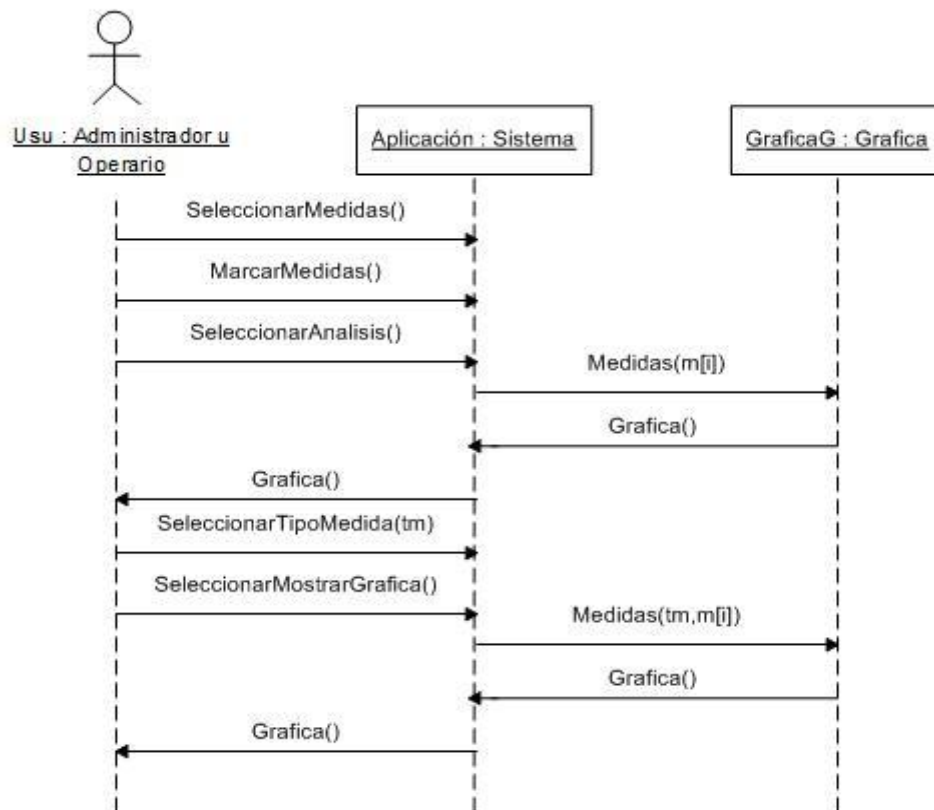 Usu : Administrador u
Operario
Aplicación : Sistema
GraficaG : Grafica
SeleccionarMedidas()
MarcarMedidas()
SeleccionarAnalisis()
Medidas(m[i])
Grafica()
Grafica()
SeleccionarTipoMedida(tm)
SeleccionarMostrarGrafica()
Medidas(tm,m[i])
Grafica()
Grafica()